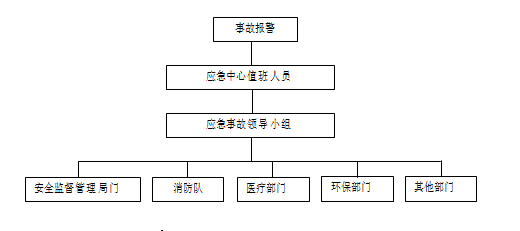 事故报警
应急中心值班人员
应急事故领导小组
安全监督管理局门
消防队
医疗部门
环保部门
其他部门